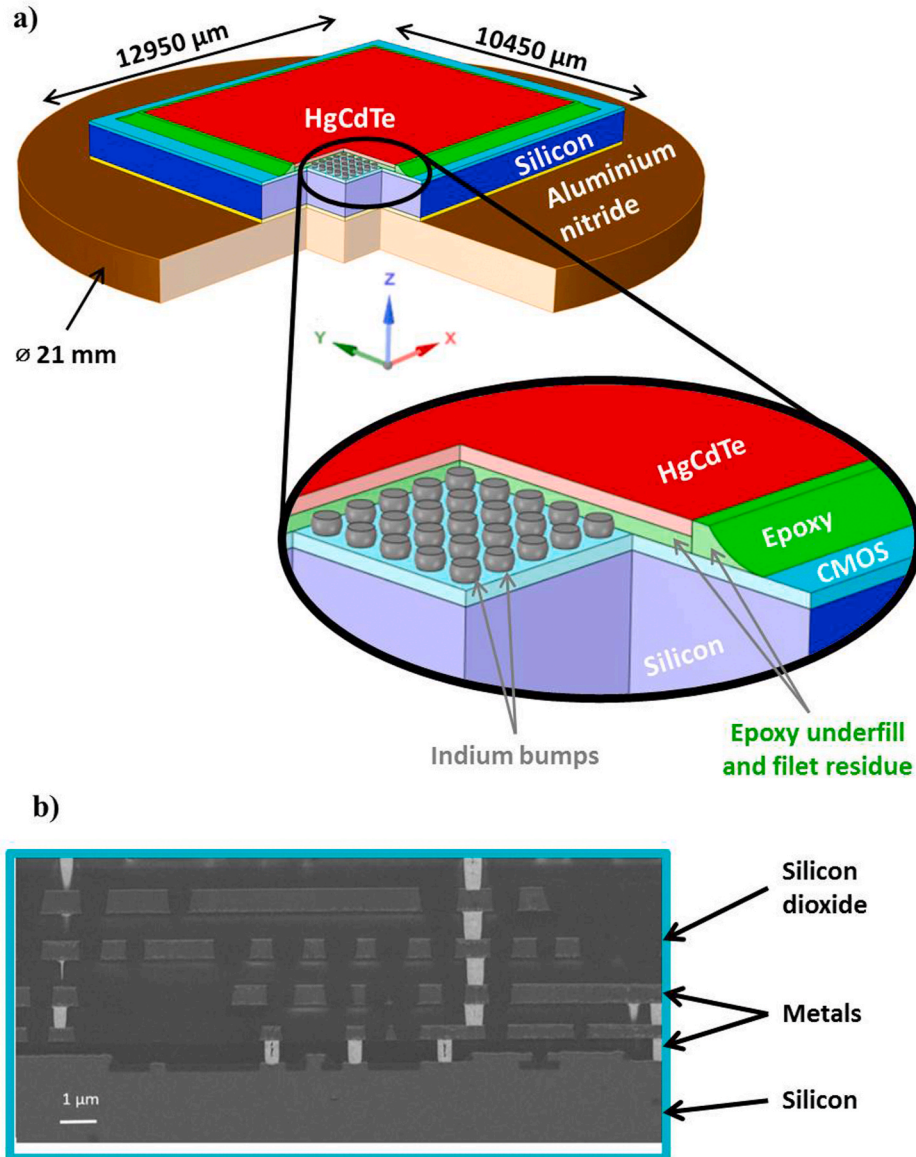 a)
12950 µm
10450 µm
HgCdTe
Silicon
Aluminium
nitride
Z
Y
X
⌀ 21 mm
HgCdTe
Epoxy
CMOS
Silicon
Indium bumps
Epoxy underfill
and filet residue
b)
Silicon
dioxide
Metals
Silicon
1 µm